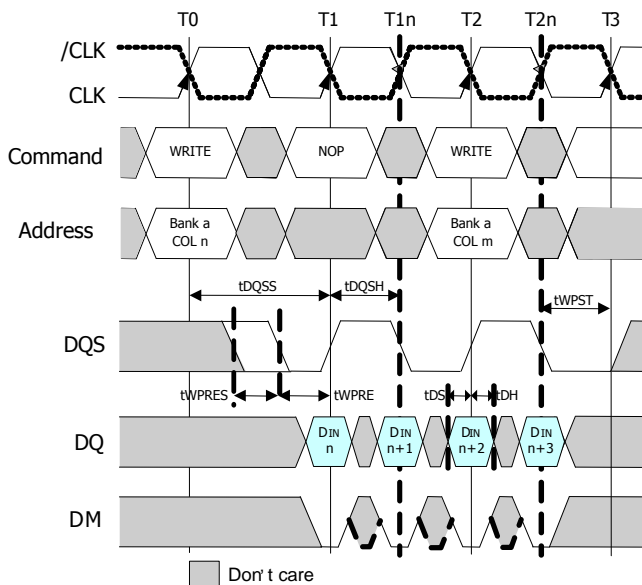 T0 T1 T1n T2 T2n T3
/CLK
CLK
Command WRITE NOP WRITE
Address Bank a COL n Bank a COL m
tDQSS tDQSH tWPST
DQS
tWPRES tWPRE tDS tDH
DQ DIN n DIN n+1 DIN n+2 DIN n+3
DM
Don't care